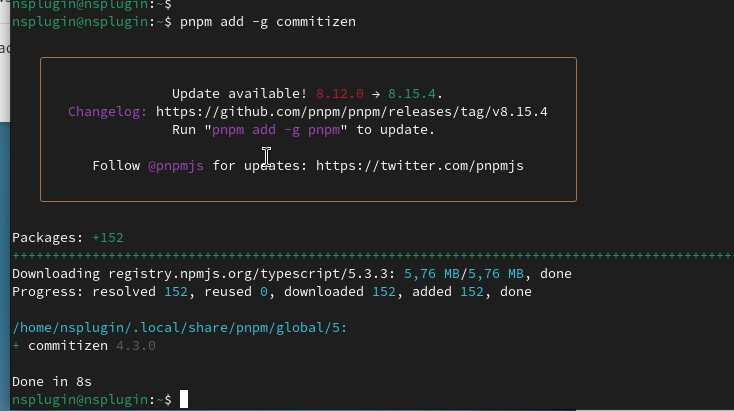 nsplugin@nsplugin:~$
nsplugin@nsplugin:~$ pnpm add -g commitizen
Update available! 8.12.0 → 8.15.4.
Changelog: https://github.com/pnpm/pnpm/releases/tag/v8.15.4
Run "pnpm add -g pnpm" to update.
Follow @pnpmjs for updates: https://twitter.com/pnpmjs
Packages: +152
++++++++++++++++++++++++++++++++++++++++++++++++++++++++++++++++++++++++++++++++++++++++++
Downloading registry.npmjs.org/typescript/5.3.3: 5,76 MB/5,76 MB, done
Progress: resolved 152, reused 0, downloaded 152, added 152, done
/home/nsplugin/.local/share/pnpm/global/5:
+ commitizen 4.3.0
Done in 8s
nsplugin@nsplugin:~$